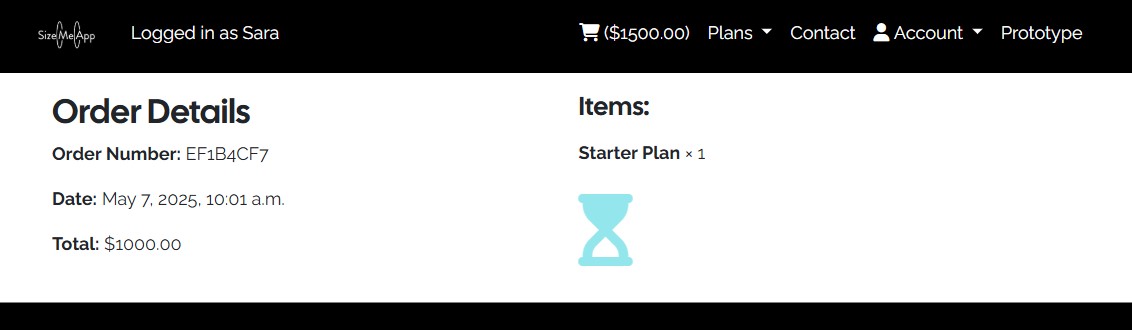 SizeMeApp
Logged in as Sara
($1500.00)
Plans
Contact
Account
Prototype
Order Details
Order Number: EF1B4CF7
Date: May 7, 2025, 10:01 a.m.
Total: $1000.00
Items:
Starter Plan × 1